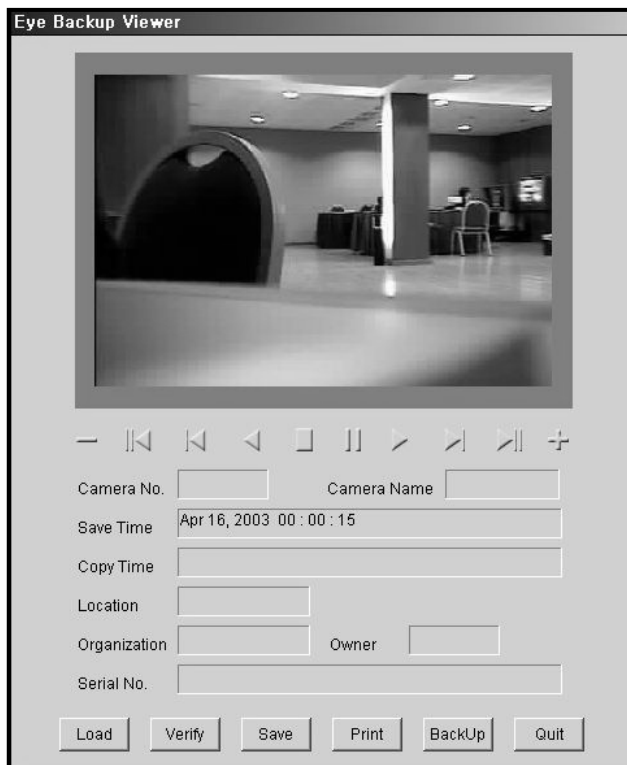 Eye Backup Viewer
Camera No. Camera Name
Save Time Apr 16, 2003 00 : 00 : 15
Copy Time
Location
Organization Owner
Serial No.
Load Verify Save Print BackUp Quit